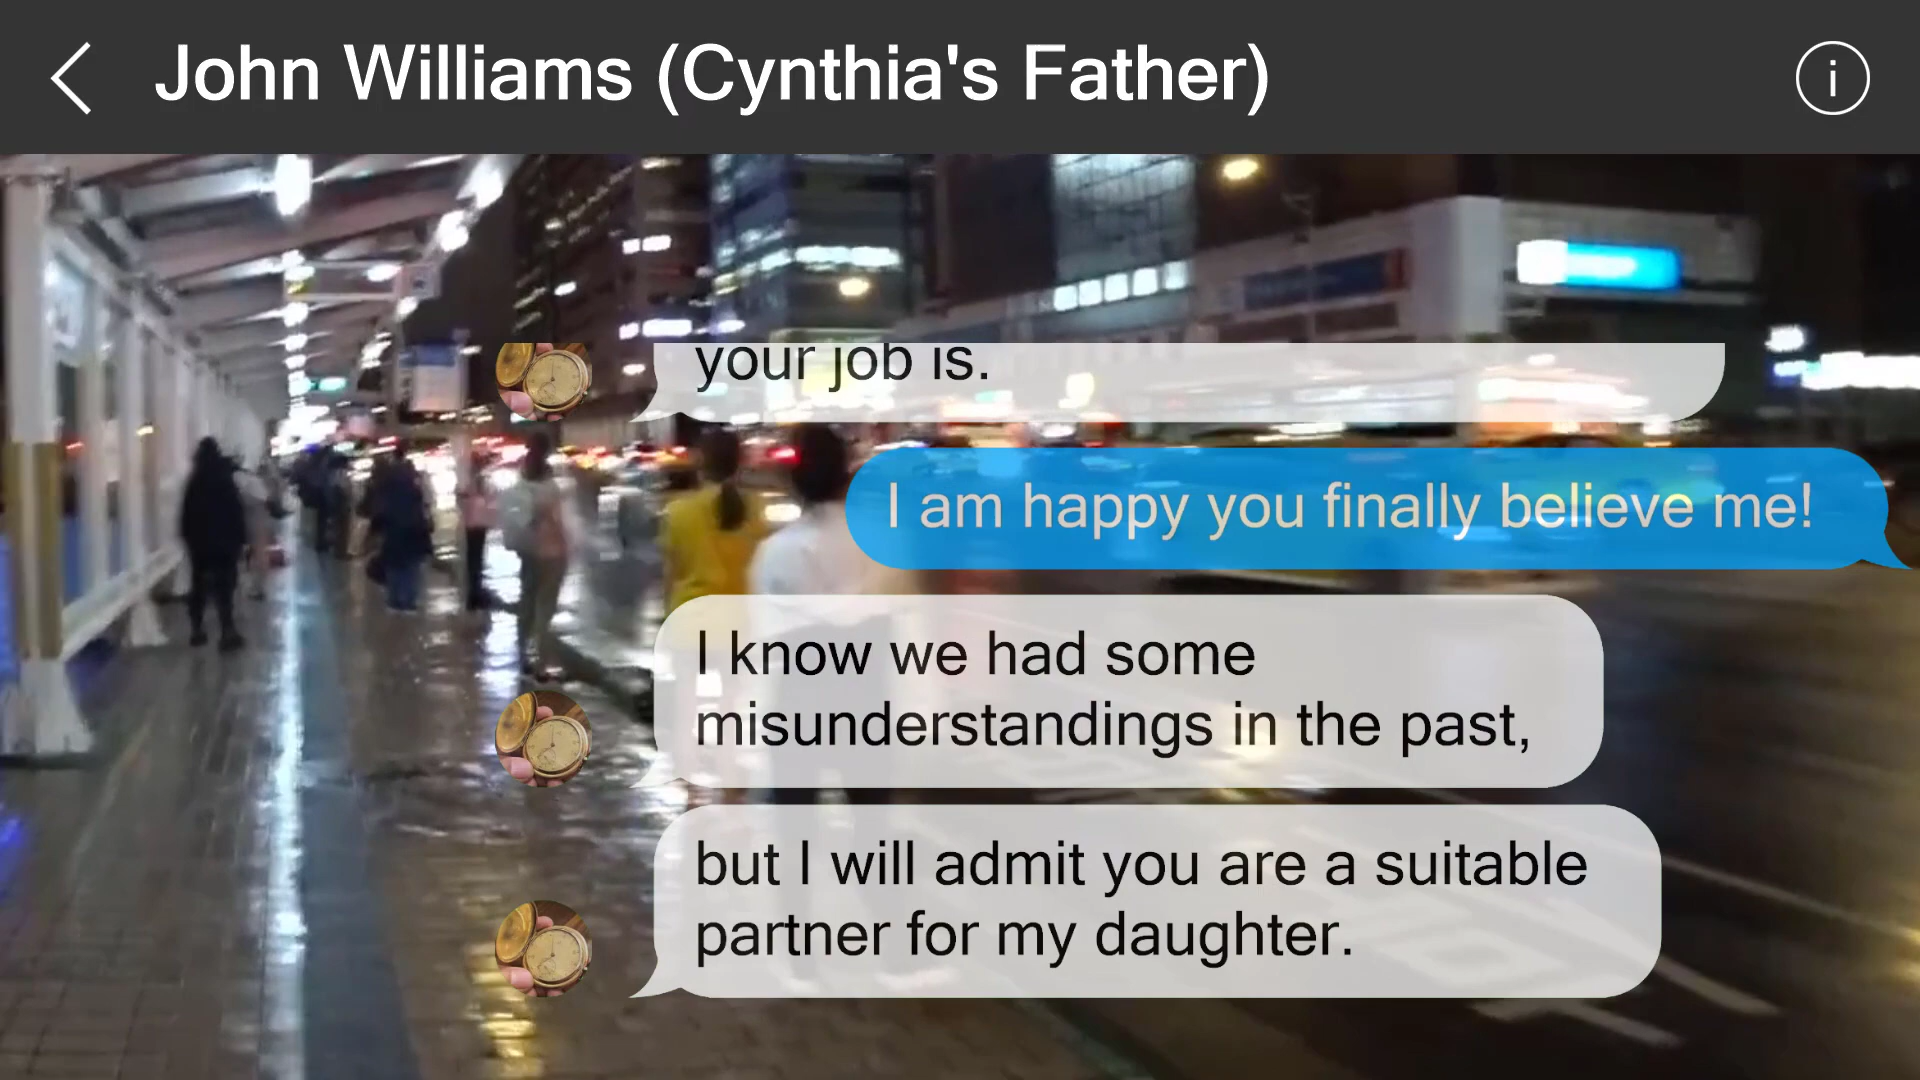 John Williams (Cynthia's Father)
your job is.
I am happy you finally believe me!
I know we had some
misunderstandings in the past,
but I will admit you are a suitable
partner for my daughter.